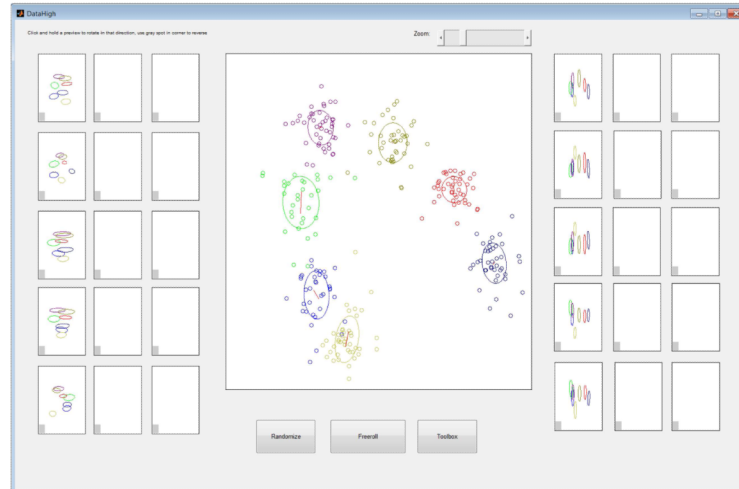 DataHigh
Click and hold a preview to rotate in that direction, use gray spot in corner to reverse
Zoom:
Randomize
Freeroll
Toolbox